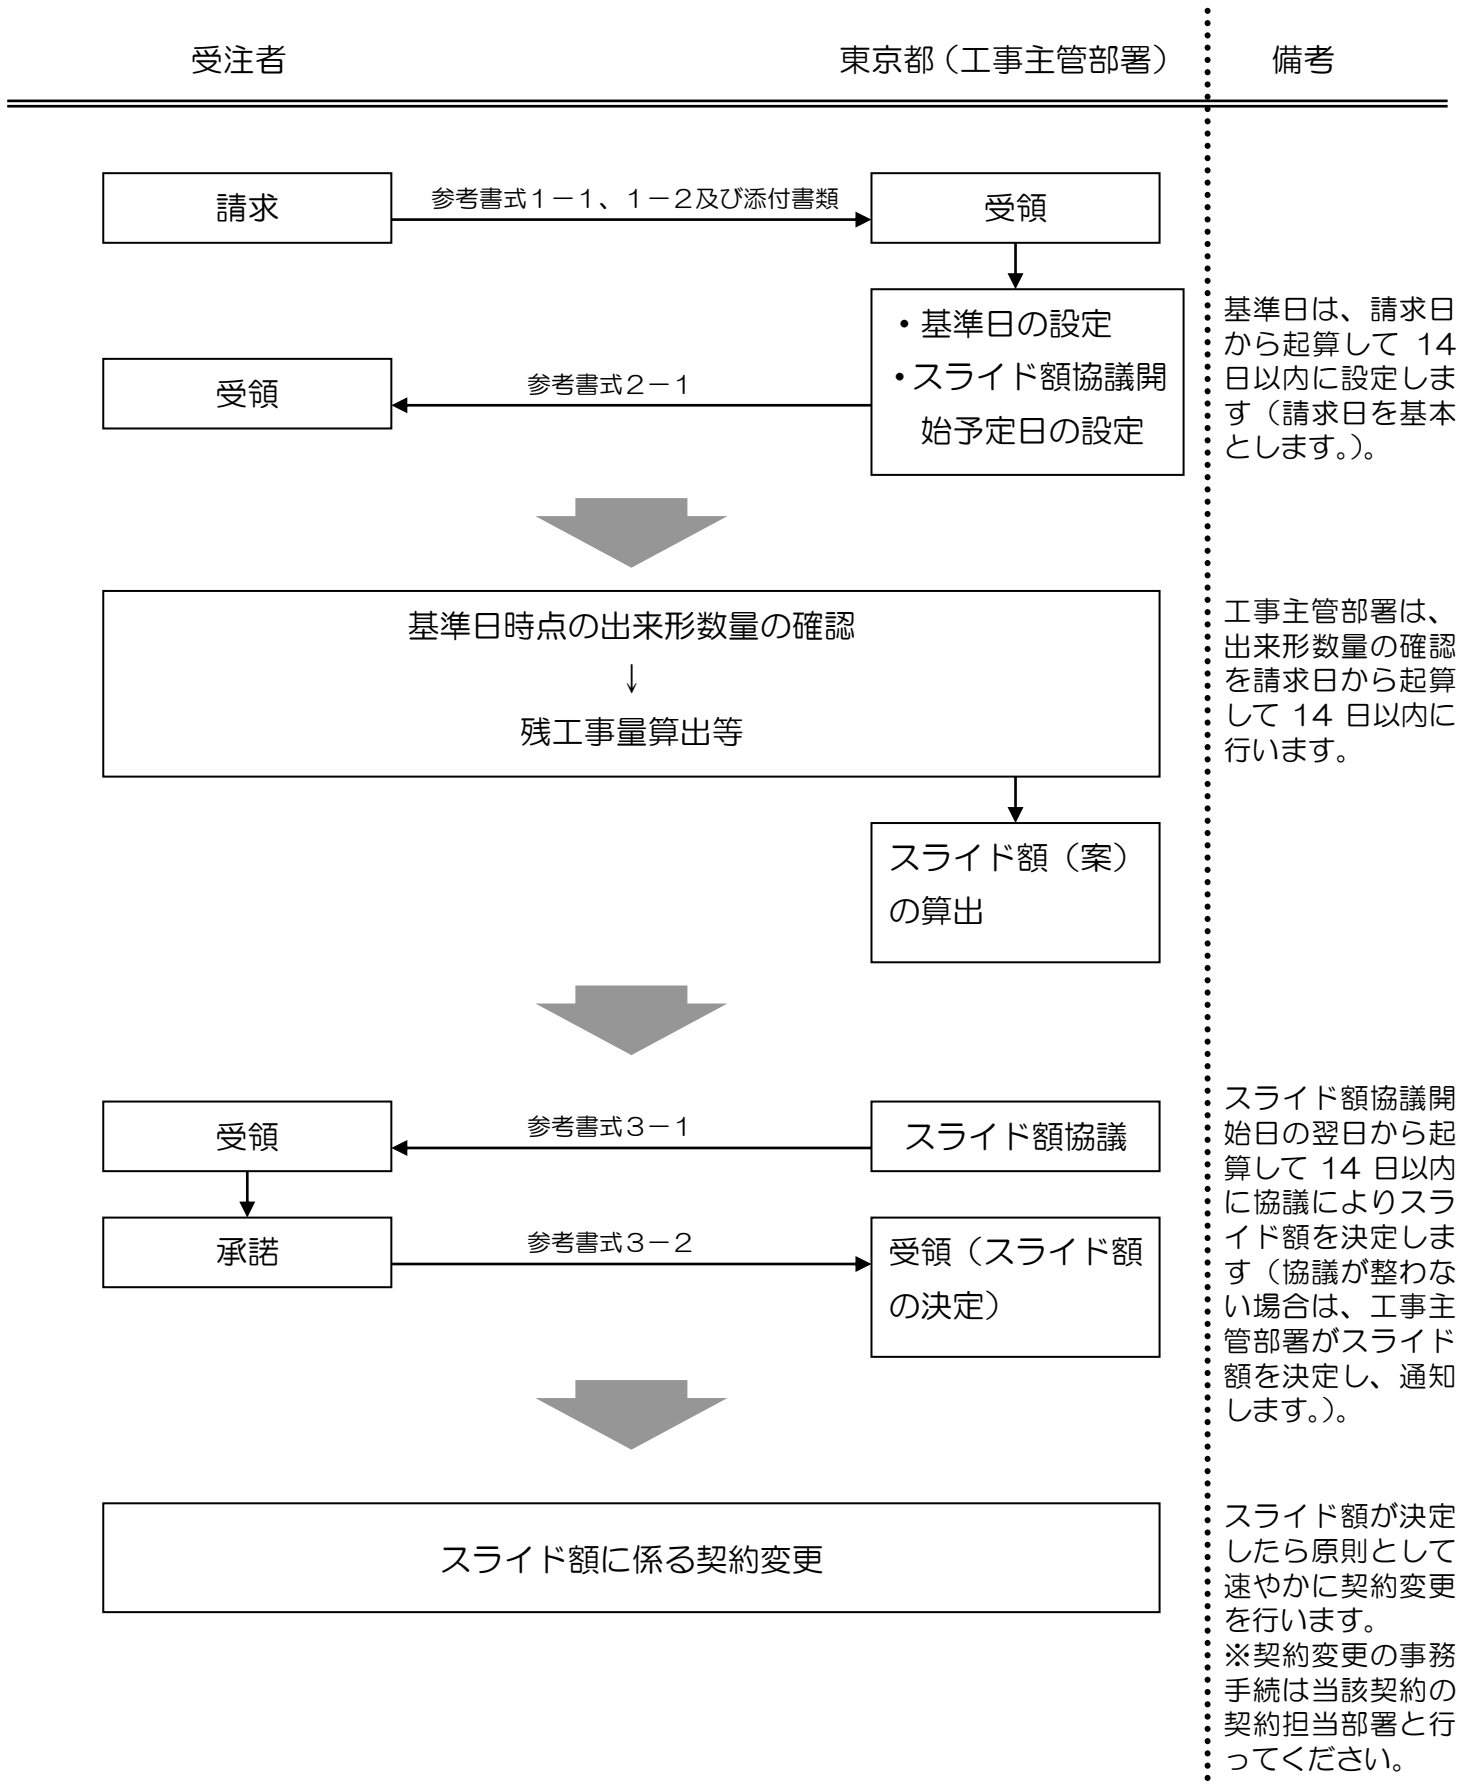 受注者
東京都（工事主管部署）
備考
請求
参考書式１－１、１－２及び添付書類
受領
・基準日の設定
・スライド額協議開
始予定日の設定
受領
参考書式２－１
基準日は、請求日
から起算して 14
日以内に設定しま
す（請求日を基本
とします。）。
基準日時点の出来形数量の確認
↓
残工事量算出等
工事主管部署は、
出来形数量の確認
を請求日から起算
して 14 日以内に
行います。
スライド額（案）
の算出
受領
参考書式３－１
スライド額協議
承諾
参考書式３－２
受領（スライド額
の決定）
スライド額協議開
始日の翌日から起
算して 14 日以内
に協議によりスラ
イド額を決定しま
す（協議が整わな
い場合は、工事主
管部署がスライド
額を決定し、通知
します。）。
スライド額に係る契約変更
スライド額が決定
したら原則として
速やかに契約変更
を行います。
※契約変更の事務
手続は当該契約の
契約担当部署と行
ってください。